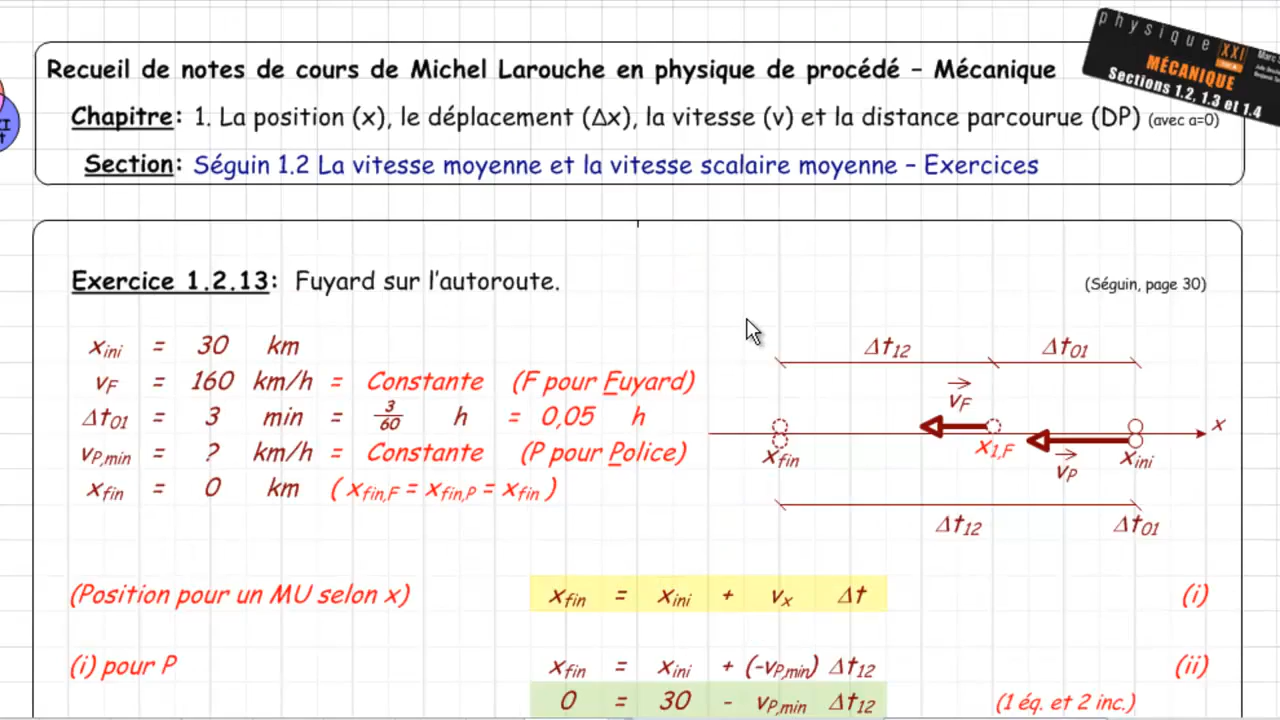 physique XXI
MÉCANIQUE
Sections 1.2, 1.3 et 1.4
Recueil de notes de cours de Michel Larouche en physique de procédé – Mécanique
Chapitre: 1. La position (x), le déplacement (Δx), la vitesse (v) et la distance parcourue (DP) (avec a=0)
Section: Séguin 1.2 La vitesse moyenne et la vitesse scalaire moyenne – Exercices
Exercice 1.2.13: Fuyard sur l'autoroute. (Séguin, page 30)
xini = 30 km
vF = 160 km/h = Constante (F pour Fuyard)
Δt01 = 3 min = 3/60 h = 0,05 h
vP,min = ? km/h = Constante (P pour Police)
xfin = 0 km ( xfin,F = xfin,P = xfin )
Δt12 Δt01
vF
x
xfin x1,F vP xini
Δt12 Δt01
(Position pour un MU selon x) xfin = xini + vx Δt (i)
(i) pour P xfin = xini + (-vP,min) Δt12 (ii)
0 = 30 - vP,min Δt12 (1 éq. et 2 inc.)